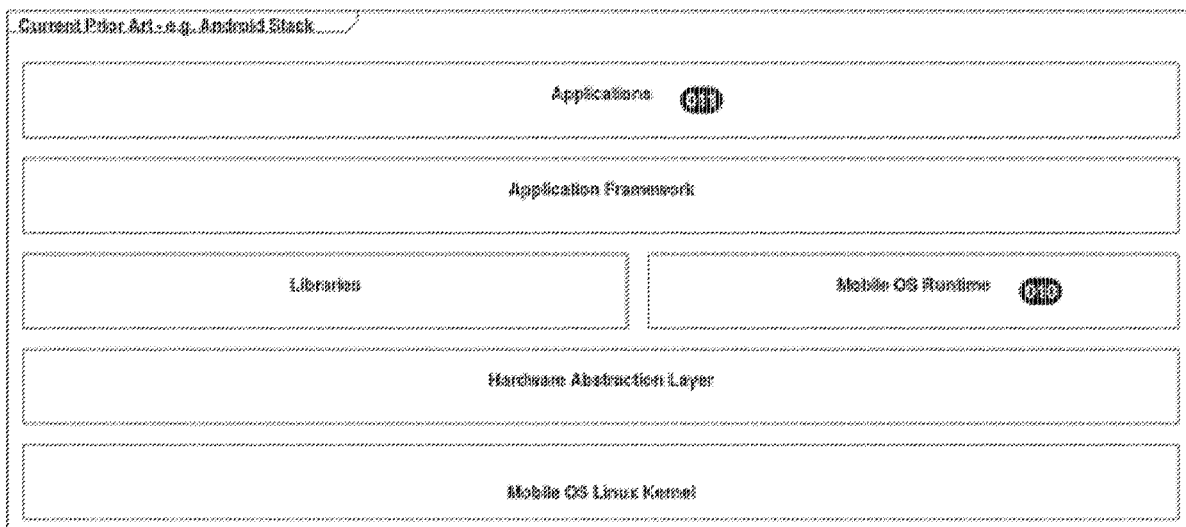 Current Prior Art - e.g. Android Stack
Applications
Application Framework
Libraries
Mobile OS Runtime
Hardware Abstraction Layer
Mobile OS Linux Kernel